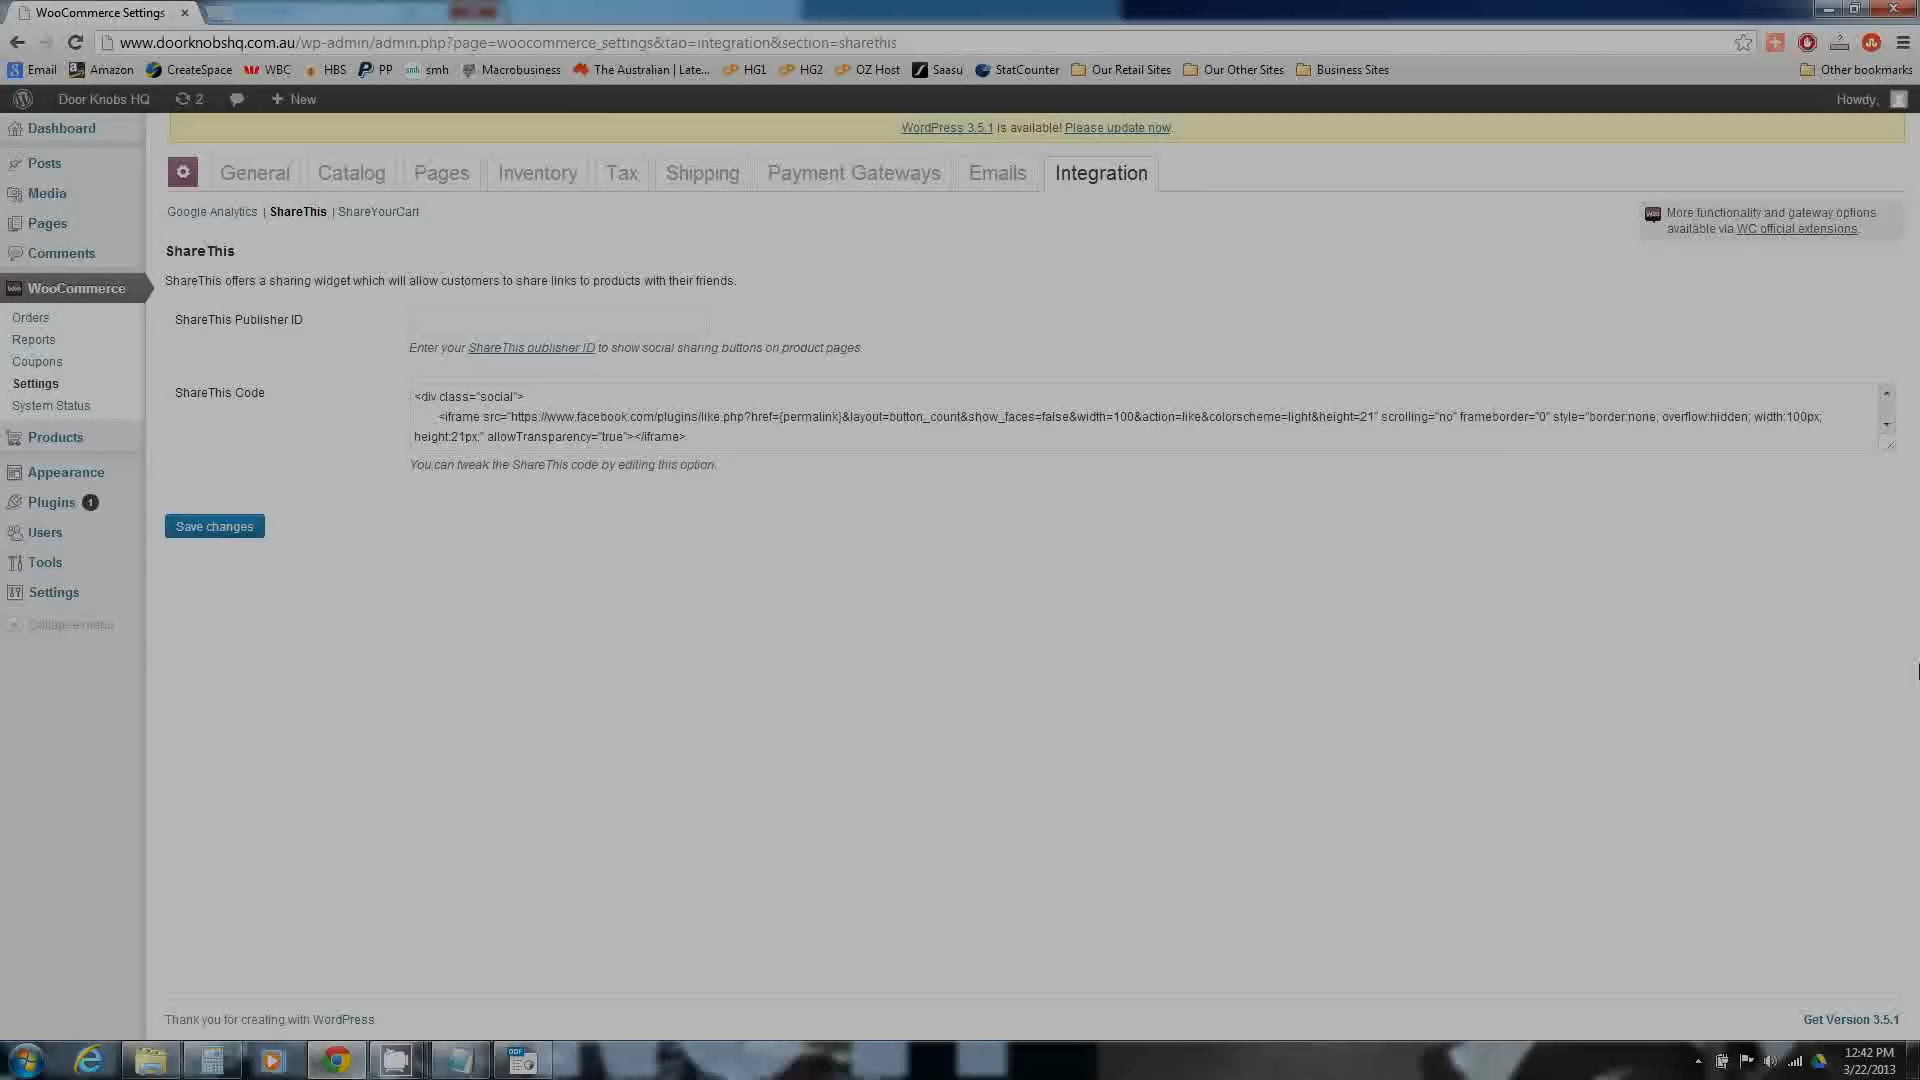 WooCommerce Settings
www.doorknobshq.com.au/wp-admin/admin.php?page=woocommerce_settings&tab=integration&section=sharethis
Email Amazon CreateSpace WBC HBS PP smh Macrobusiness The Australian | Late... HG1 HG2 OZ Host Saasu StatCounter Our Retail Sites Our Other Sites Business Sites Other bookmarks
Door Knobs HQ 2 + New Howdy,
WordPress 3.5.1 is available! Please update now.
Dashboard
Posts
Media
Pages
Comments
WooCommerce
Orders
Reports
Coupons
Settings
System Status
Products
Appearance
Plugins 1
Users
Tools
Settings
Collapse menu
General Catalog Pages Inventory Tax Shipping Payment Gateways Emails Integration
Google Analytics | ShareThis | ShareYourCart
More functionality and gateway options
available via WC official extensions.
ShareThis
ShareThis offers a sharing widget which will allow customers to share links to products with their friends.
ShareThis Publisher ID
Enter your ShareThis publisher ID to show social sharing buttons on product pages.
ShareThis Code
<div class="social">
<iframe src="https://www.facebook.com/plugins/like.php?href={permalink}&layout=button_count&show_faces=false&width=100&action=like&colorscheme=light&height=21" scrolling="no" frameborder="0" style="border:none; overflow:hidden; width:100px;
height:21px;" allowTransparency="true"></iframe>
You can tweak the ShareThis code by editing this option.
Save changes
Thank you for creating with WordPress.
Get Version 3.5.1
12:42 PM
3/22/2013